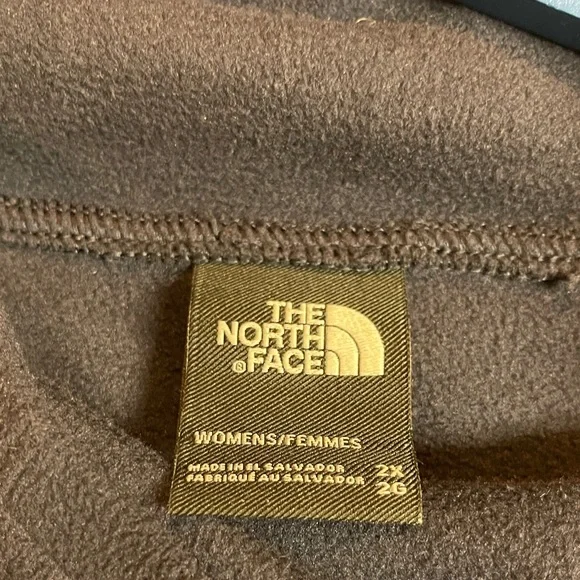 THE
NORTH
®FACE
WOMENS/FEMMES
MADE IN EL SALVADOR 2X
FABRIQUÉ AU SALVADOR 2G